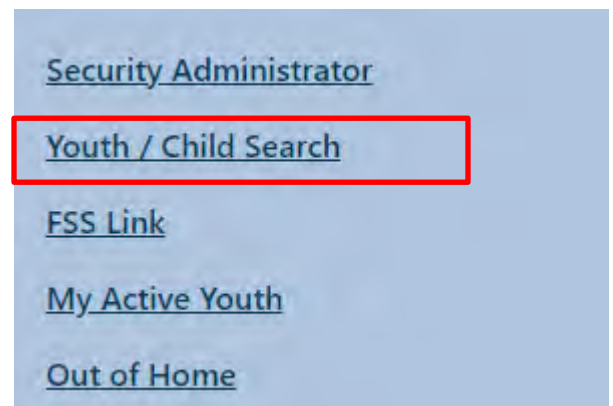 Security Administrator
Youth / Child Search
FSS Link
My Active Youth
Out of Home